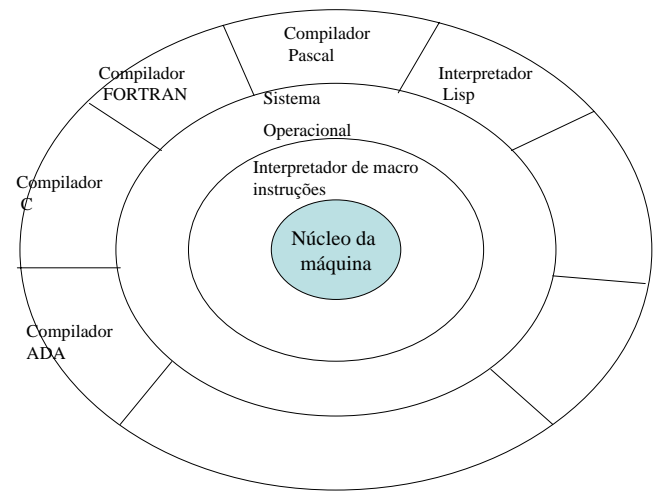 Compilador
Pascal
Compilador
FORTRAN
Interpretador
Lisp
Sistema
Operacional
Interpretador de macro
instruções
Compilador
C
Núcleo da
máquina
Compilador
ADA